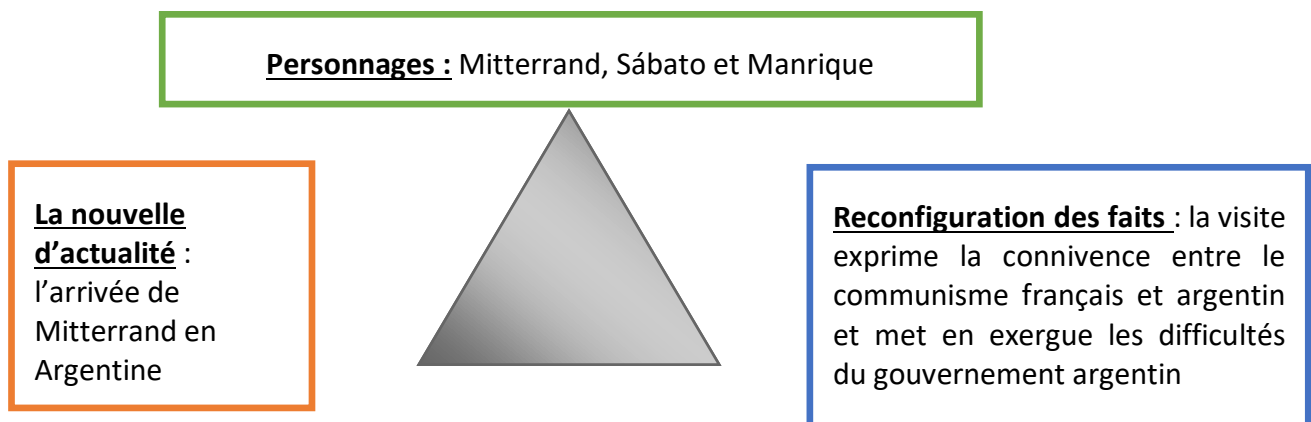 Personnages : Mitterrand, Sábato et Manrique
La nouvelle
d’actualité :
l’arrivée de
Mitterrand en
Argentine
Reconfiguration des faits : la visite
exprime la connivence entre le
communisme français et argentin
et met en exergue les difficultés
du gouvernement argentin